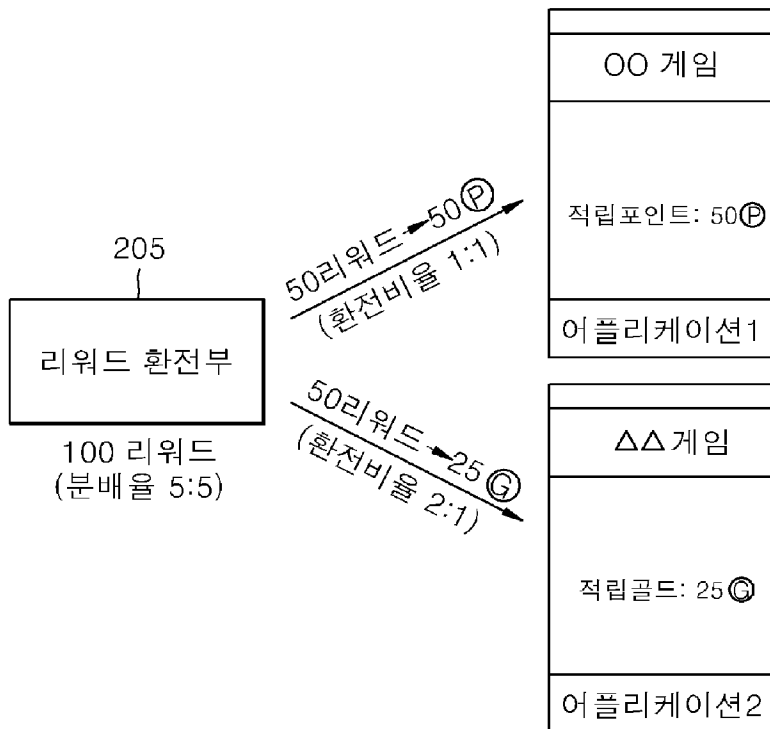 205
리워드 환전부
100 리워드
(분배율 5:5)
50리워드→50Ⓟ
(환전비율 1:1)
50리워드→25Ⓖ
(환전비율 2:1)
OO 게임
적립포인트: 50Ⓟ
어플리케이션1
△△ 게임
적립골드: 25Ⓖ
어플리케이션2